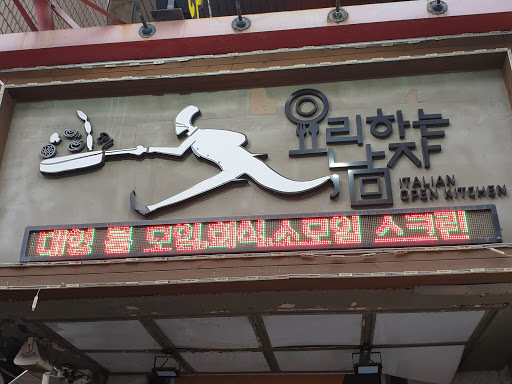 요리하는
남자
ITALIAN
OPEN KITCHEN
대형 룸 모임,회식,소모임 스크린